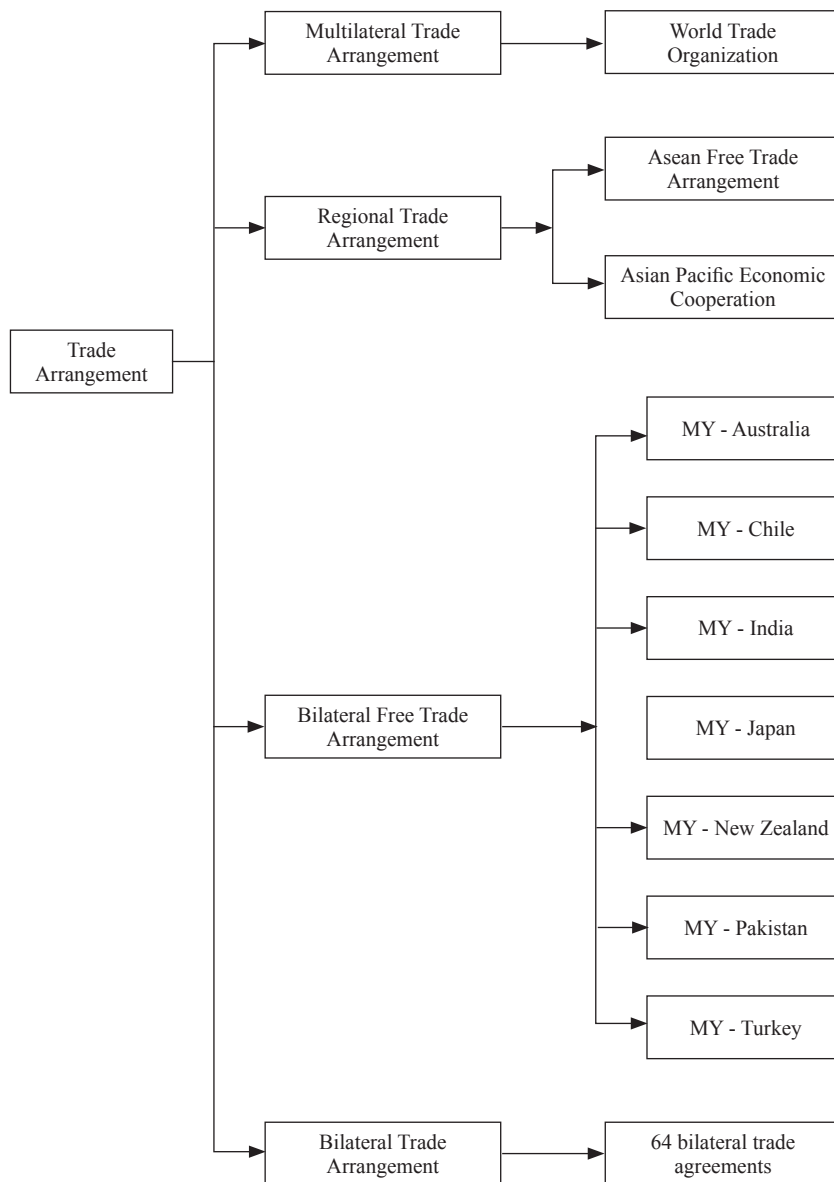 Multilateral Trade
Arrangement
World Trade
Organization
Asean Free Trade
Arrangement
Regional Trade
Arrangement
Asian Pacific Economic
Cooperation
Trade
Arrangement
MY - Australia
MY - Chile
MY - India
Bilateral Free Trade
Arrangement
MY - Japan
MY - New Zealand
MY - Pakistan
MY - Turkey
Bilateral Trade
Arrangement
64 bilateral trade
agreements